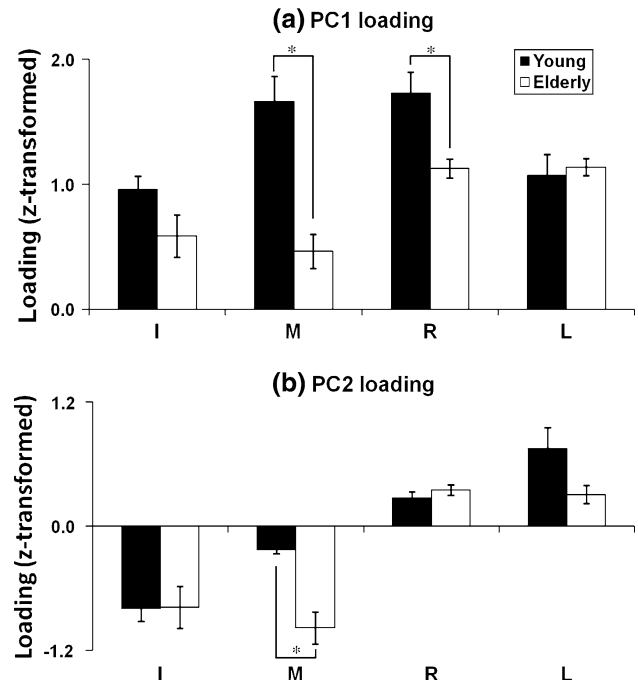 (a) PC1 loading
Loading (z-transformed)
2.0
1.0
0.0
* *
Young
Elderly
I M R L
(b) PC2 loading
Loading (z-transformed)
1.2
0.0
-1.2
*
I M R L